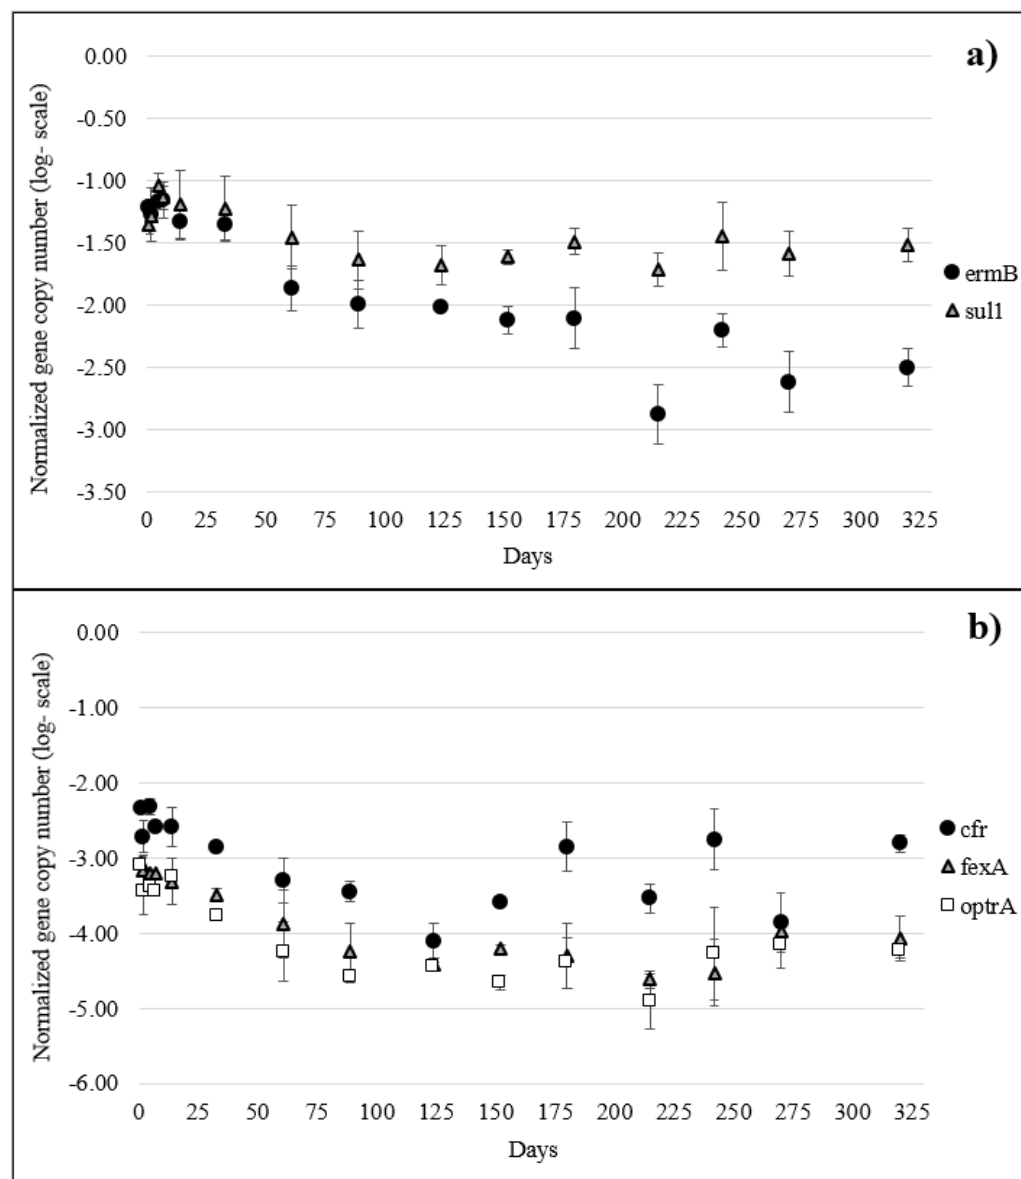 a)
Normalized gene copy number (log- scale)
0.00
-0.50
-1.00
-1.50
-2.00
-2.50
-3.00
-3.50
0 25 50 75 100 125 150 175 200 225 250 275 300 325
Days
ermB
sul1
b)
Normalized gene copy number (log- scale)
0.00
-1.00
-2.00
-3.00
-4.00
-5.00
-6.00
0 25 50 75 100 125 150 175 200 225 250 275 300 325
Days
cfr
fexA
optrA